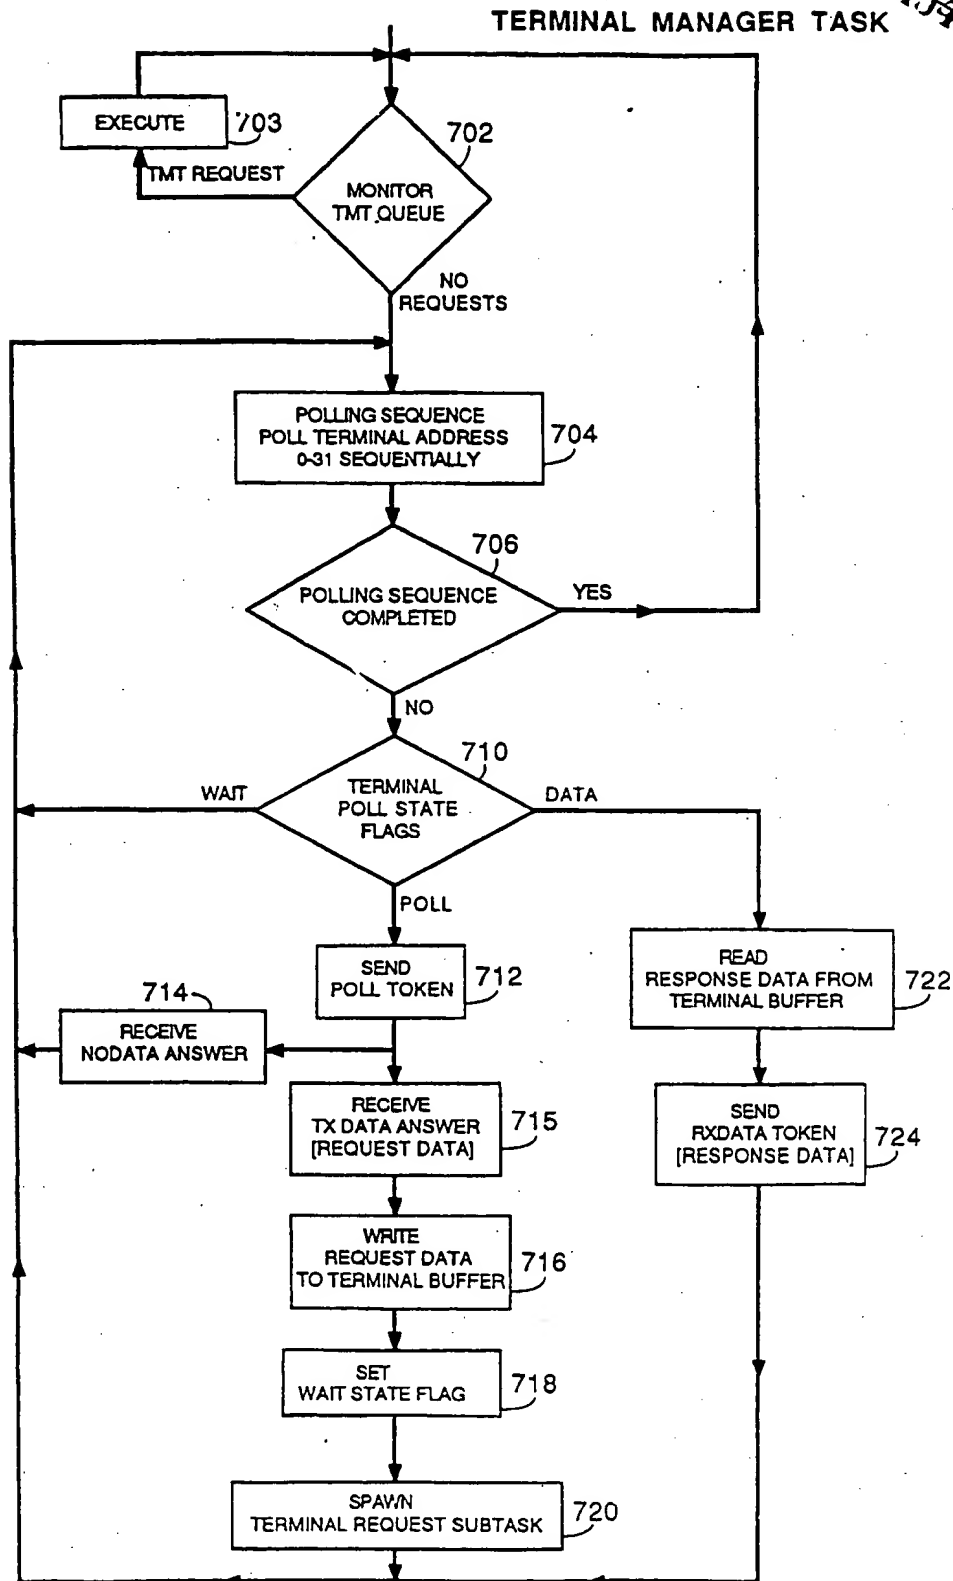 TERMINAL MANAGER TASK
EXECUTE
703
702
TMT REQUEST
MONITOR
TMT QUEUE
NO
REQUESTS
POLLING SEQUENCE
POLL TERMINAL ADDRESS
0-31 SEQUENTIALLY
704
706
POLLING SEQUENCE
COMPLETED
YES
NO
710
WAIT
TERMINAL
POLL STATE
FLAGS
DATA
POLL
SEND
POLL TOKEN
712
READ
RESPONSE DATA FROM
TERMINAL BUFFER
722
714
RECEIVE
NODATA ANSWER
RECEIVE
TX DATA ANSWER
[REQUEST DATA]
715
SEND
RXDATA TOKEN
[RESPONSE DATA]
724
WRITE
REQUEST DATA
TO TERMINAL BUFFER
716
SET
WAIT STATE FLAG
718
SPAWN
TERMINAL REQUEST SUBTASK
720